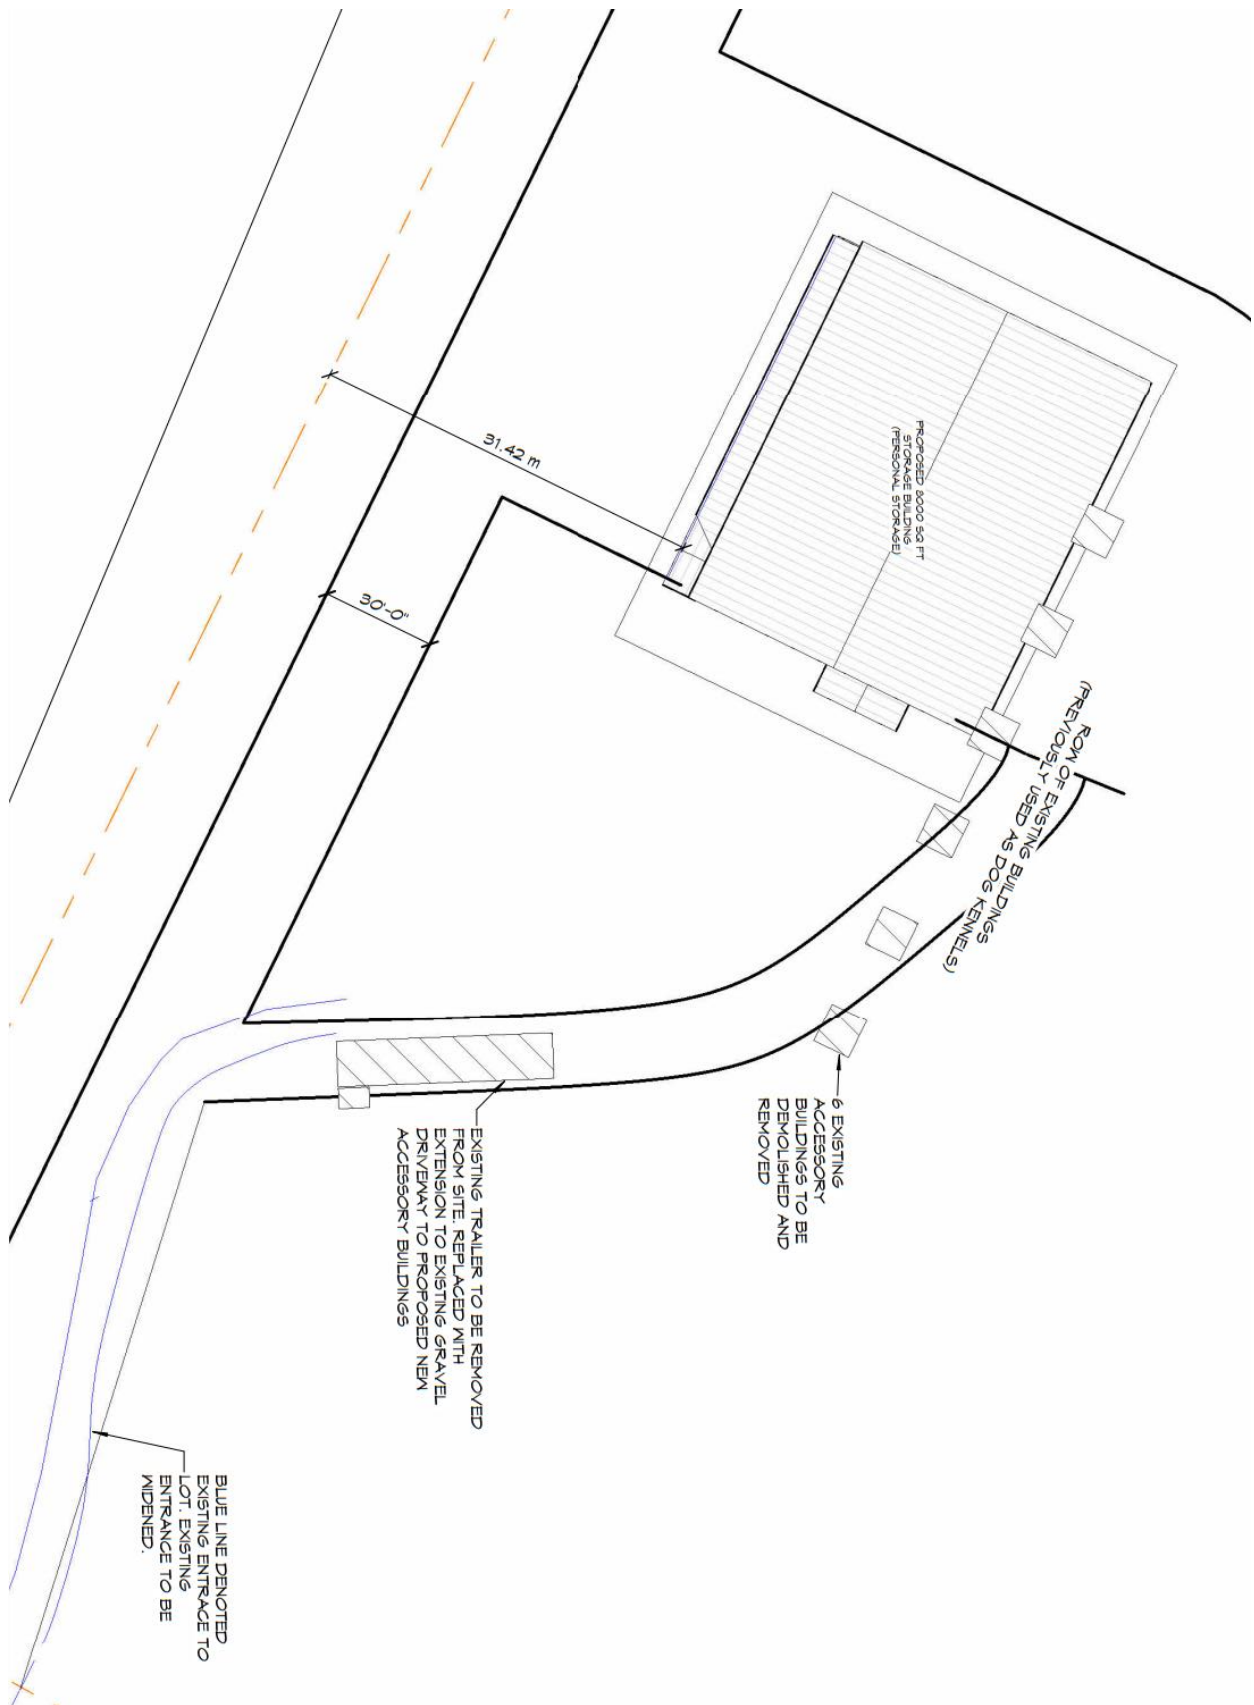 PROPOSED 8000 SQ FT
STORAGE BUILDING
(PERSONAL STORAGE)
31.42 m
30'-0"
ROW OF EXISTING BUILDINGS
(PREVIOUSLY USED AS DOG KENNELS)
6 EXISTING
ACCESSORY
BUILDINGS TO BE
DEMOLISHED AND
REMOVED
EXISTING TRAILER TO BE REMOVED
FROM SITE. REPLACED WITH
EXTENSION TO EXISTING GRAVEL
DRIVEWAY TO PROPOSED NEW
ACCESSORY BUILDINGS
BLUE LINE DENOTED
EXISTING ENTRACE TO
LOT. EXISTING
ENTRANCE TO BE
WIDENED.